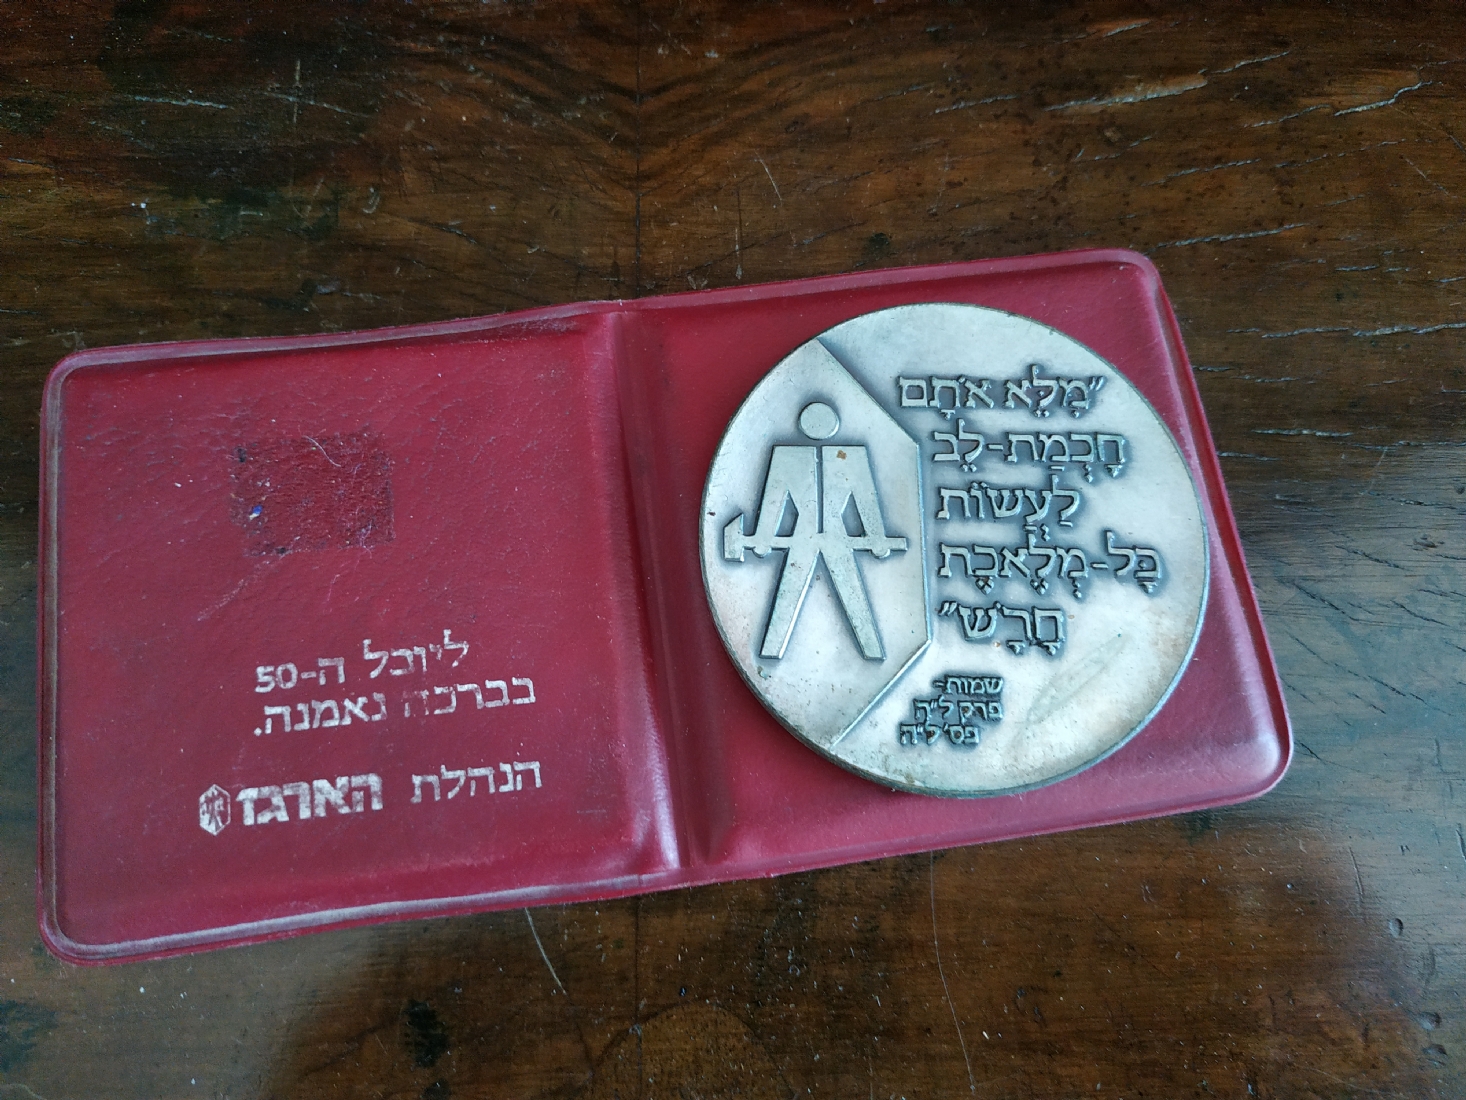 ליובל ה-50
בברכה נאמנה.
הנהלת הארגז
"מִלֵּא אֹתָם
חָכְמַת-לֵב
לַעֲשׂוֹת
כָּל-מְלֶאכֶת
חָרָשׁ"
שמות-
פרק ל"ה
פס' ל"ה